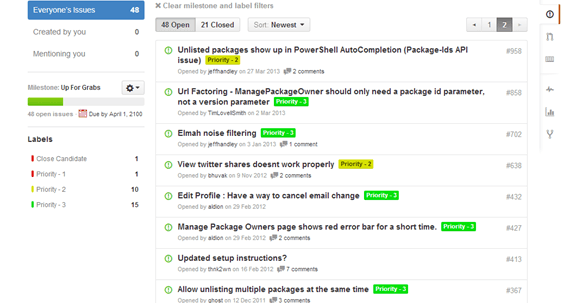 Everyone's Issues 48
Created by you 0
Mentioning you 0
Milestone: Up For Grabs
48 open issues · Due by April 1, 2100
Labels
Close Candidate 1
Priority - 1 1
Priority - 2 10
Priority - 3 15
Clear milestone and label filters
48 Open 21 Closed Sort: Newest
1 2
Unlisted packages show up in PowerShell AutoCompletion (Package-Ids API
issue) Priority - 2 #958
Opened by jeffhandley on 27 Mar 2013 2 comments
Url Factoring - ManagePackageOwner should only need a package id parameter,
not a version parameter Priority - 3 #858
Opened by TimLovellSmith on 2 Mar 2013
Elmah noise filtering Priority - 3 #702
Opened by jeffhandley on 3 Jan 2013 1 comment
View twitter shares doesnt work properly Priority - 2 #638
Opened by bhuvak on 9 Nov 2012 2 comments
Edit Profile : Have a way to cancel email change Priority - 3 #432
Opened by aldion on 29 Feb 2012
Manage Package Owners page shows red error bar for a short time. Priority - 3 #427
Opened by aldion on 29 Feb 2012 2 comments
Updated setup instructions? #413
Opened by thnk2wn on 16 Feb 2012 7 comments
Allow unlisting multiple packages at the same time Priority - 3 #367
Opened by ghost on 12 Dec 2011 3 comments